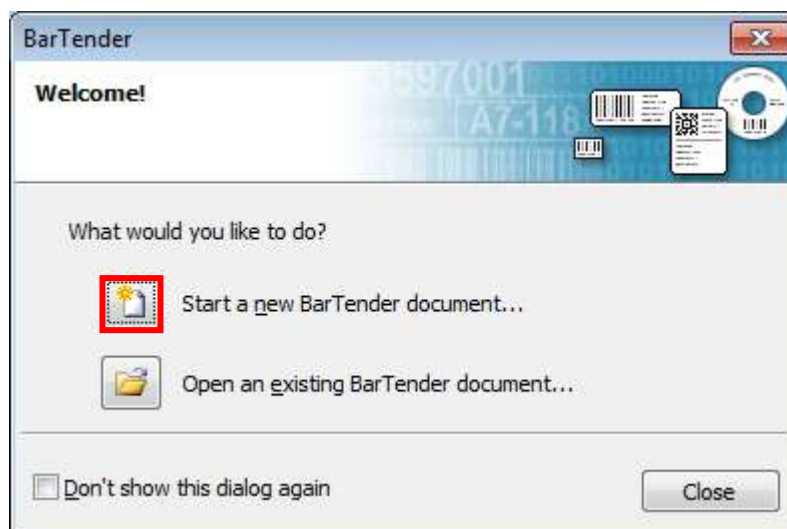 BarTender
Welcome!
3597001
A7-118
What would you like to do?
Start a new BarTender document...
Open an existing BarTender document...
Don't show this dialog again
Close